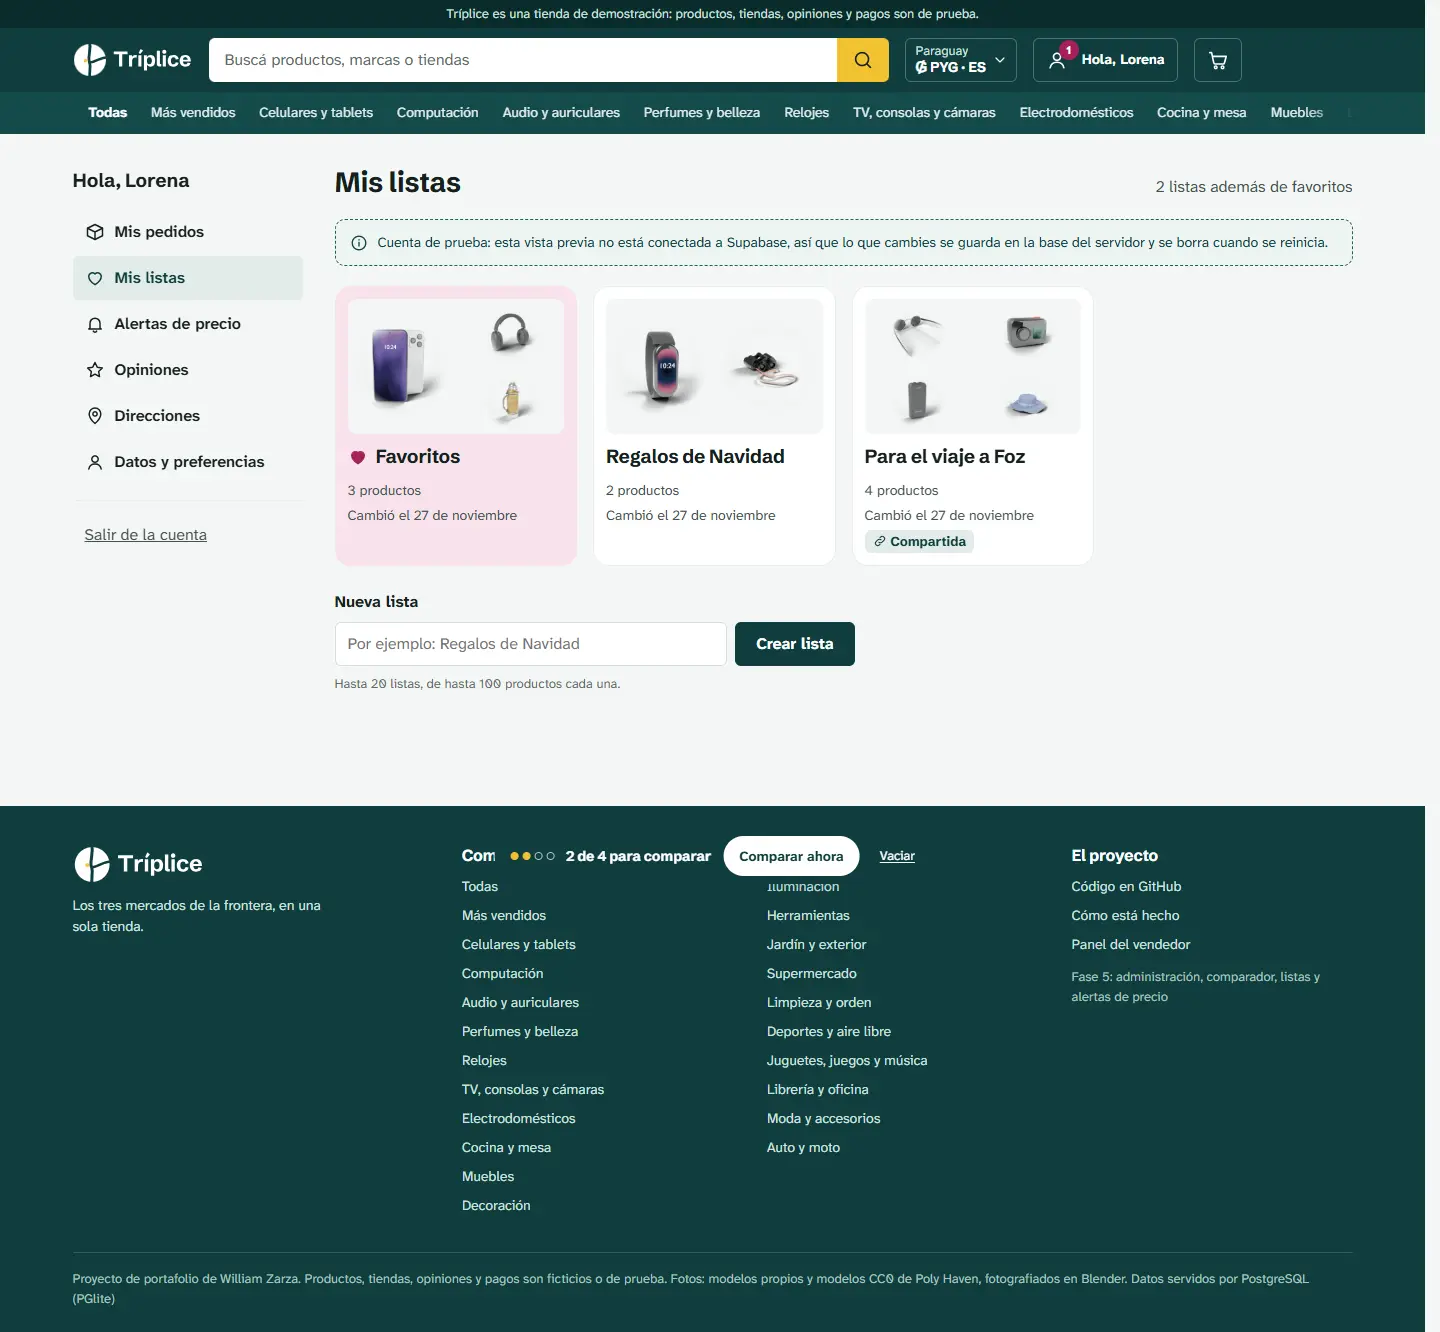 Tríplice es una tienda de demostración: productos, tiendas, opiniones y pagos son de prueba.
Tríplice
Buscá productos, marcas o tiendas
Paraguay
₲ PYG · ES
1
Hola, Lorena
Todas
Más vendidos
Celulares y tablets
Computación
Audio y auriculares
Perfumes y belleza
Relojes
TV, consolas y cámaras
Electrodomésticos
Cocina y mesa
Muebles
Hola, Lorena
Mis pedidos
Mis listas
Alertas de precio
Opiniones
Direcciones
Datos y preferencias
Salir de la cuenta
Mis listas
2 listas además de favoritos
Cuenta de prueba: esta vista previa no está conectada a Supabase, así que lo que cambies se guarda en la base del servidor y se borra cuando se reinicia.
10:24
Favoritos
3 productos
Cambió el 27 de noviembre
10:24
Regalos de Navidad
2 productos
Cambió el 27 de noviembre
Para el viaje a Foz
4 productos
Cambió el 27 de noviembre
Compartida
Nueva lista
Por ejemplo: Regalos de Navidad
Crear lista
Hasta 20 listas, de hasta 100 productos cada una.
Tríplice
Los tres mercados de la frontera, en una
sola tienda.
Com
2 de 4 para comparar
Comparar ahora
Vaciar
Todas
Más vendidos
Celulares y tablets
Computación
Audio y auriculares
Perfumes y belleza
Relojes
TV, consolas y cámaras
Electrodomésticos
Cocina y mesa
Muebles
Decoración
Iluminación
Herramientas
Jardín y exterior
Supermercado
Limpieza y orden
Deportes y aire libre
Juguetes, juegos y música
Librería y oficina
Moda y accesorios
Auto y moto
El proyecto
Código en GitHub
Cómo está hecho
Panel del vendedor
Fase 5: administración, comparador, listas y
alertas de precio
Proyecto de portafolio de William Zarza. Productos, tiendas, opiniones y pagos son ficticios o de prueba. Fotos: modelos propios y modelos CC0 de Poly Haven, fotografiados en Blender. Datos servidos por PostgreSQL
(PGlite)